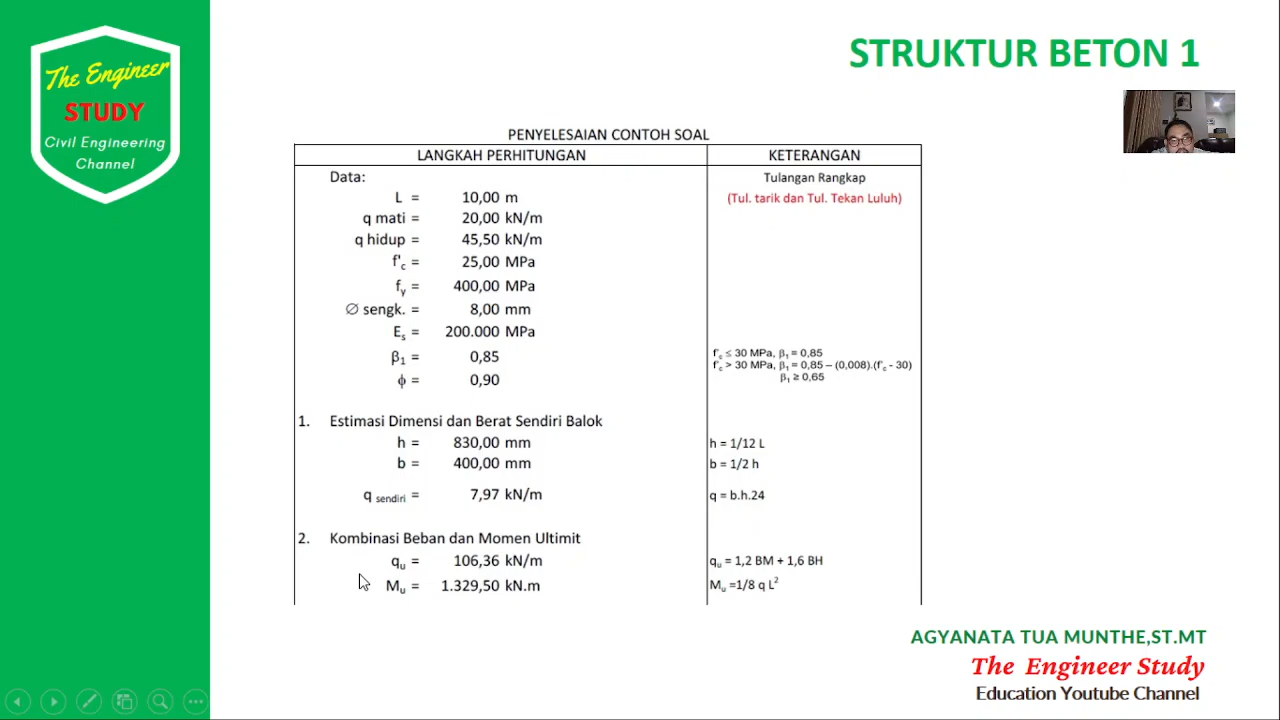 The Engineer
STUDY
Civil Engineering
Channel
STRUKTUR BETON 1
PENYELESAIAN CONTOH SOAL
LANGKAH PERHITUNGAN KETERANGAN
Data: Tulangan Rangkap
L = 10,00 m (Tul. tarik dan Tul. Tekan Luluh)
q mati = 20,00 kN/m
q hidup = 45,50 kN/m
f'c = 25,00 MPa
fy = 400,00 MPa
∅ sengk. = 8,00 mm
Es = 200.000 MPa
β1 = 0,85 f'c ≤ 30 MPa, β1 = 0,85
f'c > 30 MPa, β1 = 0,85 – (0,008).(f'c - 30)
β1 ≥ 0,65
ϕ = 0,90
1. Estimasi Dimensi dan Berat Sendiri Balok
h = 830,00 mm h = 1/12 L
b = 400,00 mm b = 1/2 h
q sendiri = 7,97 kN/m q = b.h.24
2. Kombinasi Beban dan Momen Ultimit
qu = 106,36 kN/m qu = 1,2 BM + 1,6 BH
Mu = 1.329,50 kN.m Mu =1/8 q L²
AGYANATA TUA MUNTHE,ST.MT
The Engineer Study
Education Youtube Channel